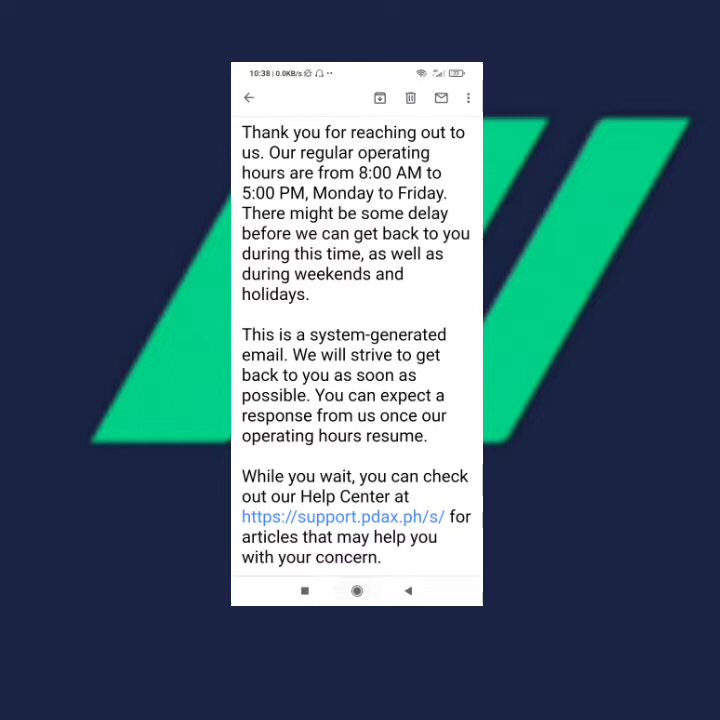 10:38 | 0.0KB/s
77
Thank you for reaching out to
us. Our regular operating
hours are from 8:00 AM to
5:00 PM, Monday to Friday.
There might be some delay
before we can get back to you
during this time, as well as
during weekends and
holidays.
This is a system-generated
email. We will strive to get
back to you as soon as
possible. You can expect a
response from us once our
operating hours resume.
While you wait, you can check
out our Help Center at
https://support.pdax.ph/s/ for
articles that may help you
with your concern.